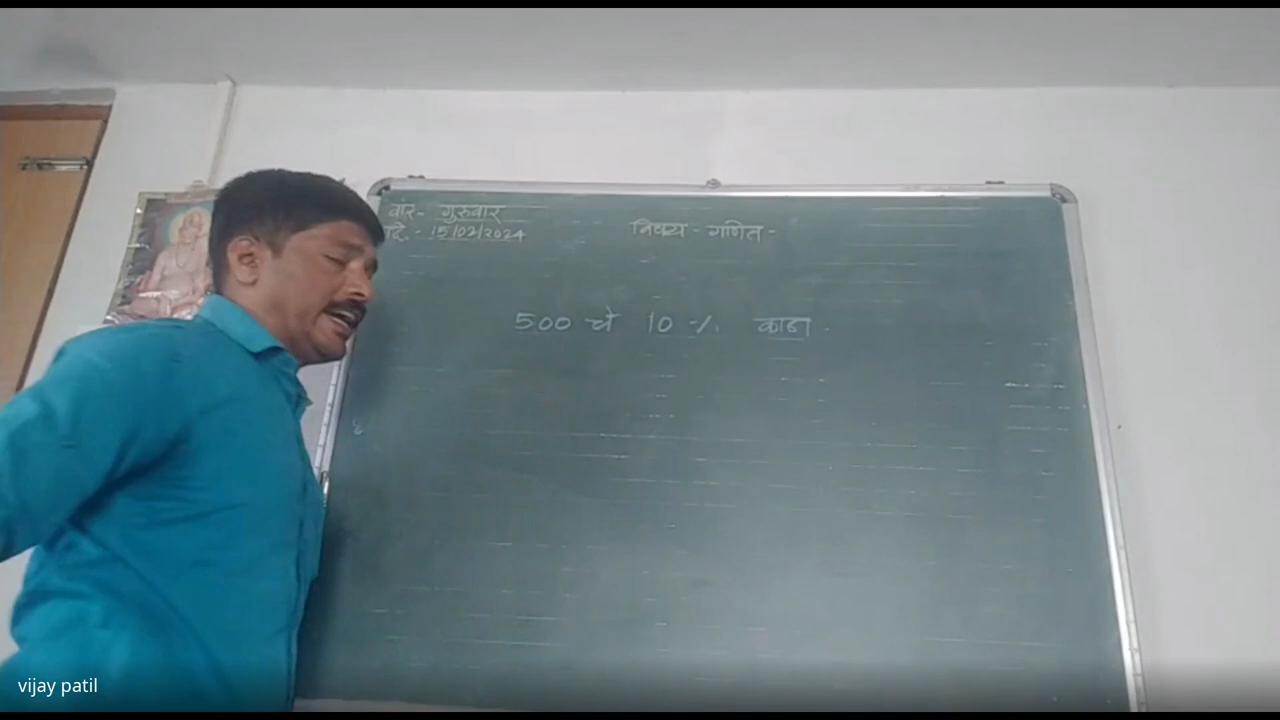 वार- गुरुवार
दि. - 15/02/2024
विषय - गणित -
500 चे 10 % काढा .
vijay patil